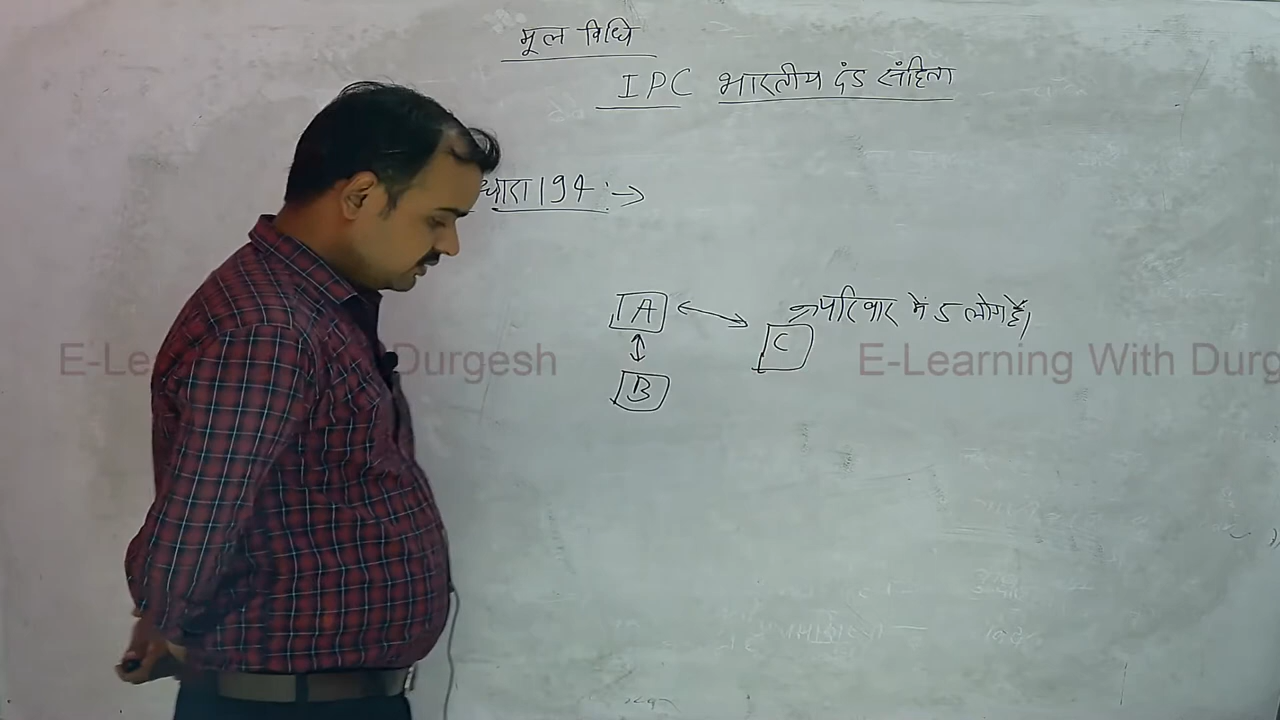 मूल विधि
IPC भारतीय दंड संहिता
धारा 194 :→
A
C
परिवार में 5 लोग हैं।
B
E-Learning With Durgesh
E-Learning With Durg